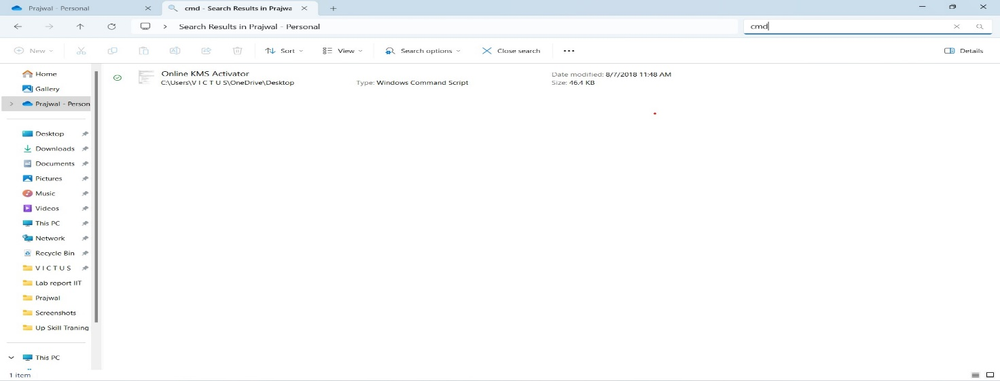 Prajwal - Personal
cmd - Search Results in Prajwa
Search Results in Prajwal - Personal
cmd
New
Sort
View
Search options
Close search
Details
Home
Gallery
Prajwal - Person
Desktop
Downloads
Documents
Pictures
Music
Videos
This PC
Network
Recycle Bin
V I C T U S
Lab report IIT
Prajwal
Screenshots
Up Skill Traning
This PC
Online KMS Activator
C:\Users\V I C T U S\OneDrive\Desktop
Type: Windows Command Script
Date modified: 8/7/2018 11:48 AM
Size: 46.4 KB
1 item